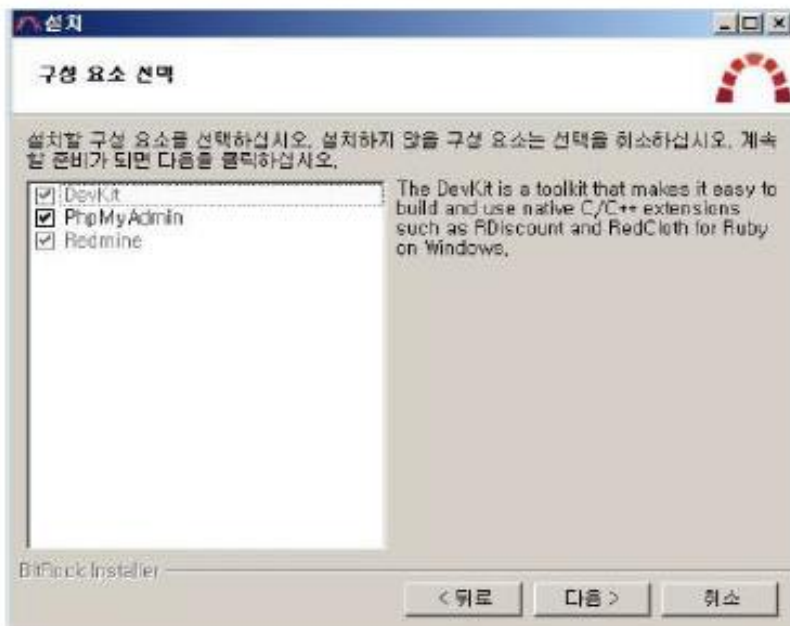 설치
구성 요소 선택
설치할 구성 요소를 선택하십시오. 설치하지 않을 구성 요소는 선택을 취소하십시오. 계속
할 준비가 되면 다음을 클릭하십시오.
DevKit
PhpMyAdmin
Redmine
The DevKit is a toolkit that makes it easy to
build and use native C/C++ extensions
such as RDiscount and RedCloth for Ruby
on Windows.
BitRock Installer
< 뒤로
다음 >
취소